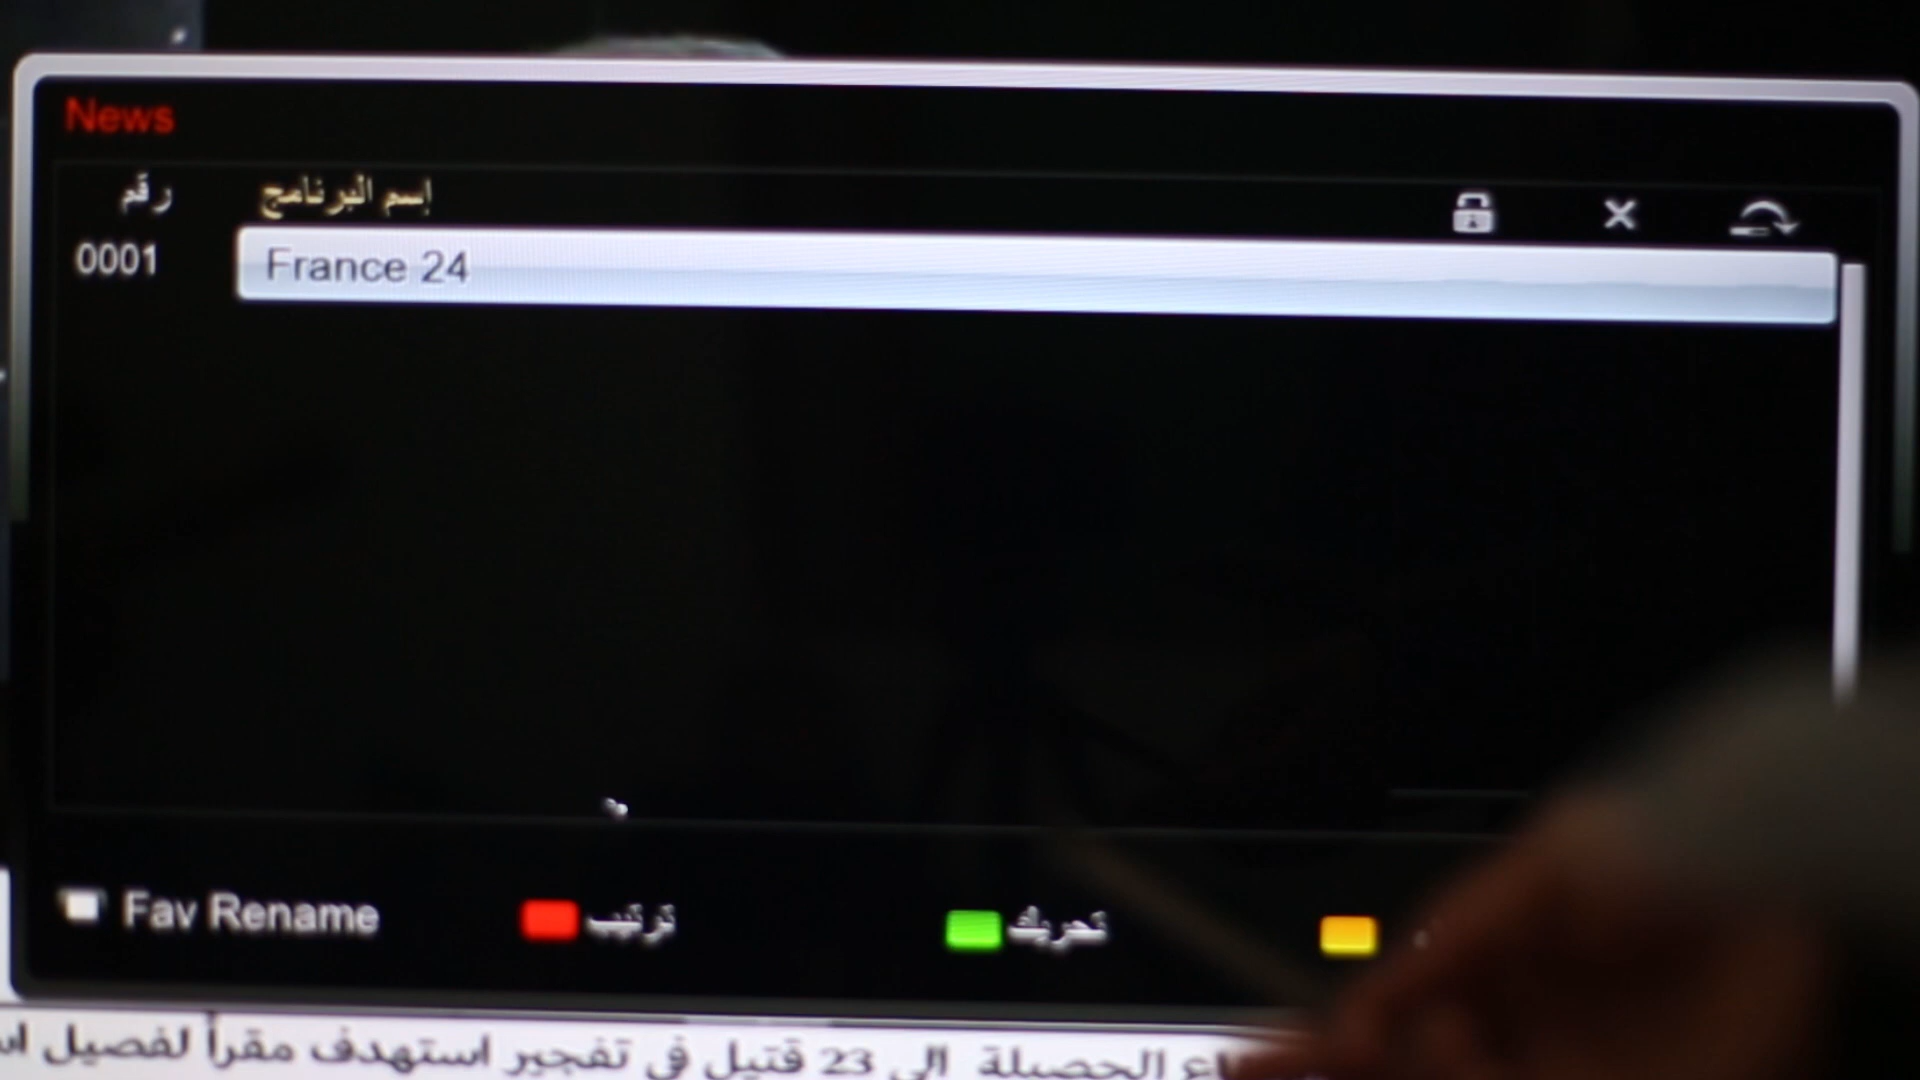 News
رقم
إسم البرنامج
0001
France 24
Fav Rename
ترتيب
تحريك
الحصيلة الى 23 قتيل في تفجير استهدف مقرأ لفصيل